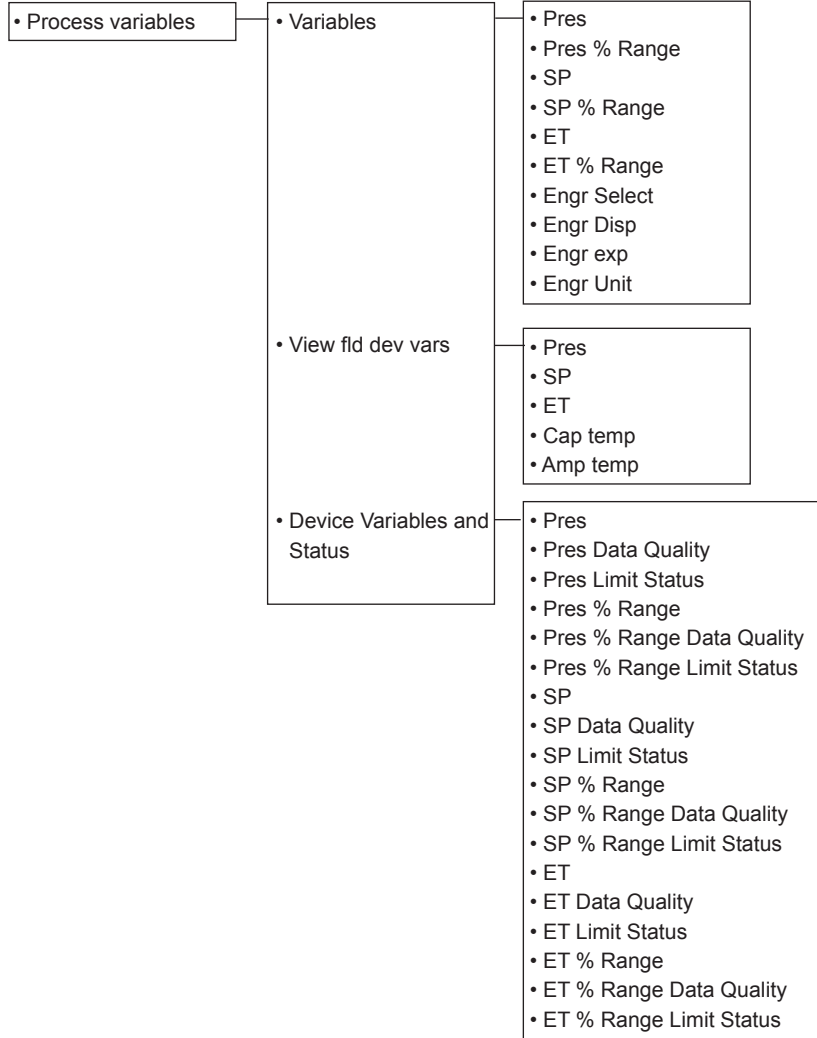 • Process variables
• Variables
• Pres
• Pres % Range
• SP
• SP % Range
• ET
• ET % Range
• Engr Select
• Engr Disp
• Engr exp
• Engr Unit
• View fld dev vars
• Pres
• SP
• ET
• Cap temp
• Amp temp
• Device Variables and
Status
• Pres
• Pres Data Quality
• Pres Limit Status
• Pres % Range
• Pres % Range Data Quality
• Pres % Range Limit Status
• SP
• SP Data Quality
• SP Limit Status
• SP % Range
• SP % Range Data Quality
• SP % Range Limit Status
• ET
• ET Data Quality
• ET Limit Status
• ET % Range
• ET % Range Data Quality
• ET % Range Limit Status